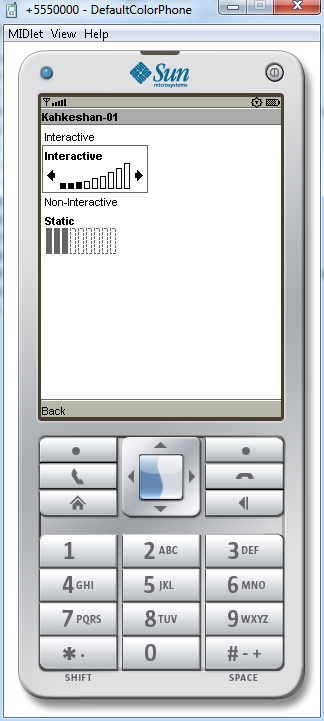 +5550000 - DefaultColorPhone
MIDlet View Help
Sun
microsystems
Kahkeshan-01
Interactive
Interactive
Non-Interactive
Static
Back
1 2 ABC 3 DEF
4 GHI 5 JKL 6 MNO
7 PQRS 8 TUV 9 WXYZ
* . 0 # - +
SHIFT SPACE